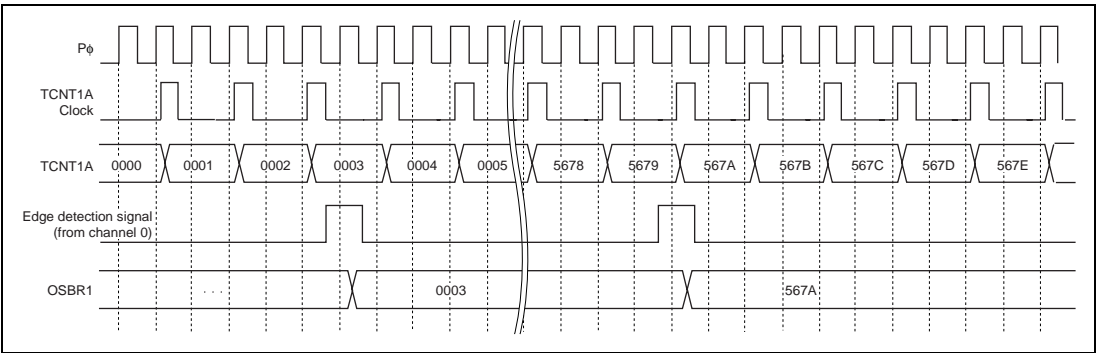 Pϕ
TCNT1A
Clock
TCNT1A 0000 0001 0002 0003 0004 0005 5678 5679 567A 567B 567C 567D 567E
Edge detection signal
(from channel 0)
OSBR1 . . . 0003 567A